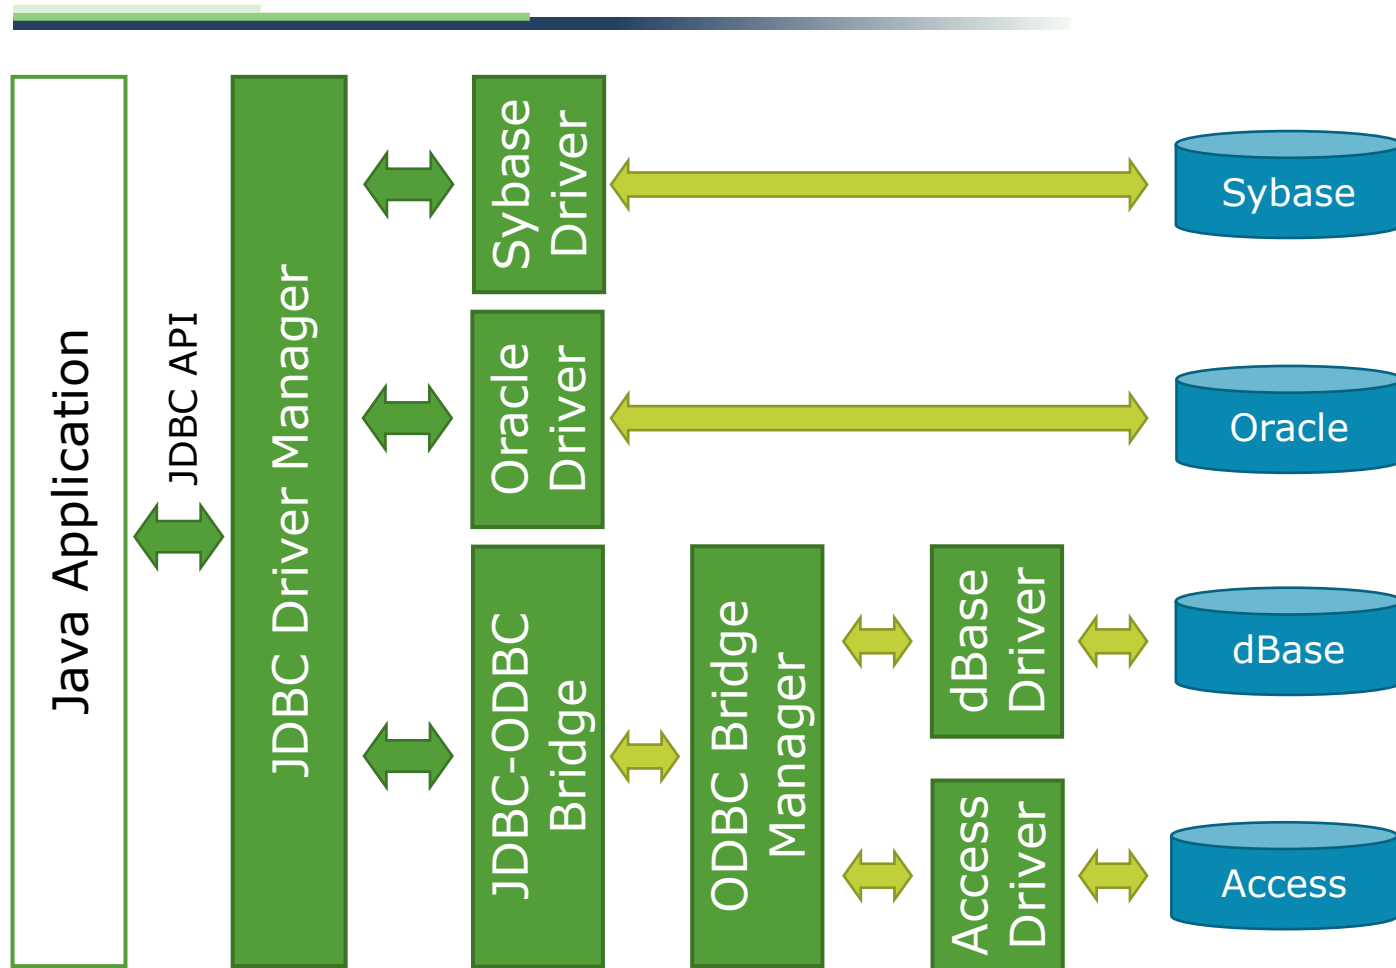 Java Application
JDBC API
JDBC Driver Manager
Sybase
Driver
Sybase
Oracle
Driver
Oracle
JDBC-ODBC
Bridge
ODBC Bridge
Manager
dBase
Driver
dBase
Access
Driver
Access